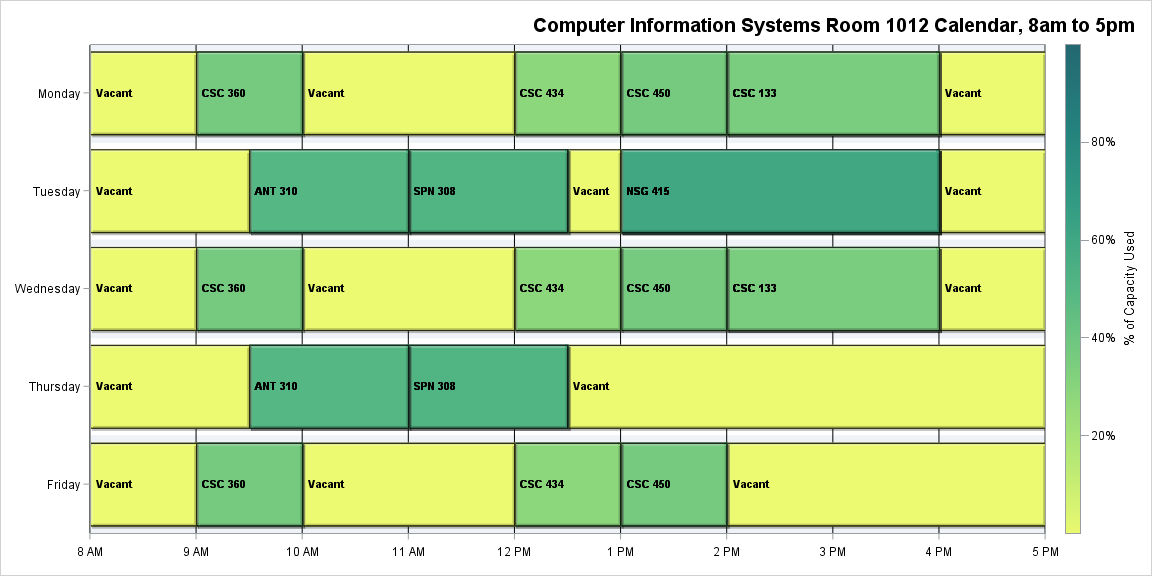 Computer Information Systems Room 1012 Calendar, 8am to 5pm
Monday
Vacant
CSC 360
Vacant
CSC 434
CSC 450
CSC 133
Vacant
Tuesday
Vacant
ANT 310
SPN 308
Vacant
NSG 415
Vacant
Wednesday
Vacant
CSC 360
Vacant
CSC 434
CSC 450
CSC 133
Vacant
Thursday
Vacant
ANT 310
SPN 308
Vacant
Friday
Vacant
CSC 360
Vacant
CSC 434
CSC 450
Vacant
8 AM
9 AM
10 AM
11 AM
12 PM
1 PM
2 PM
3 PM
4 PM
5 PM
80%
60%
40%
20%
% of Capacity Used